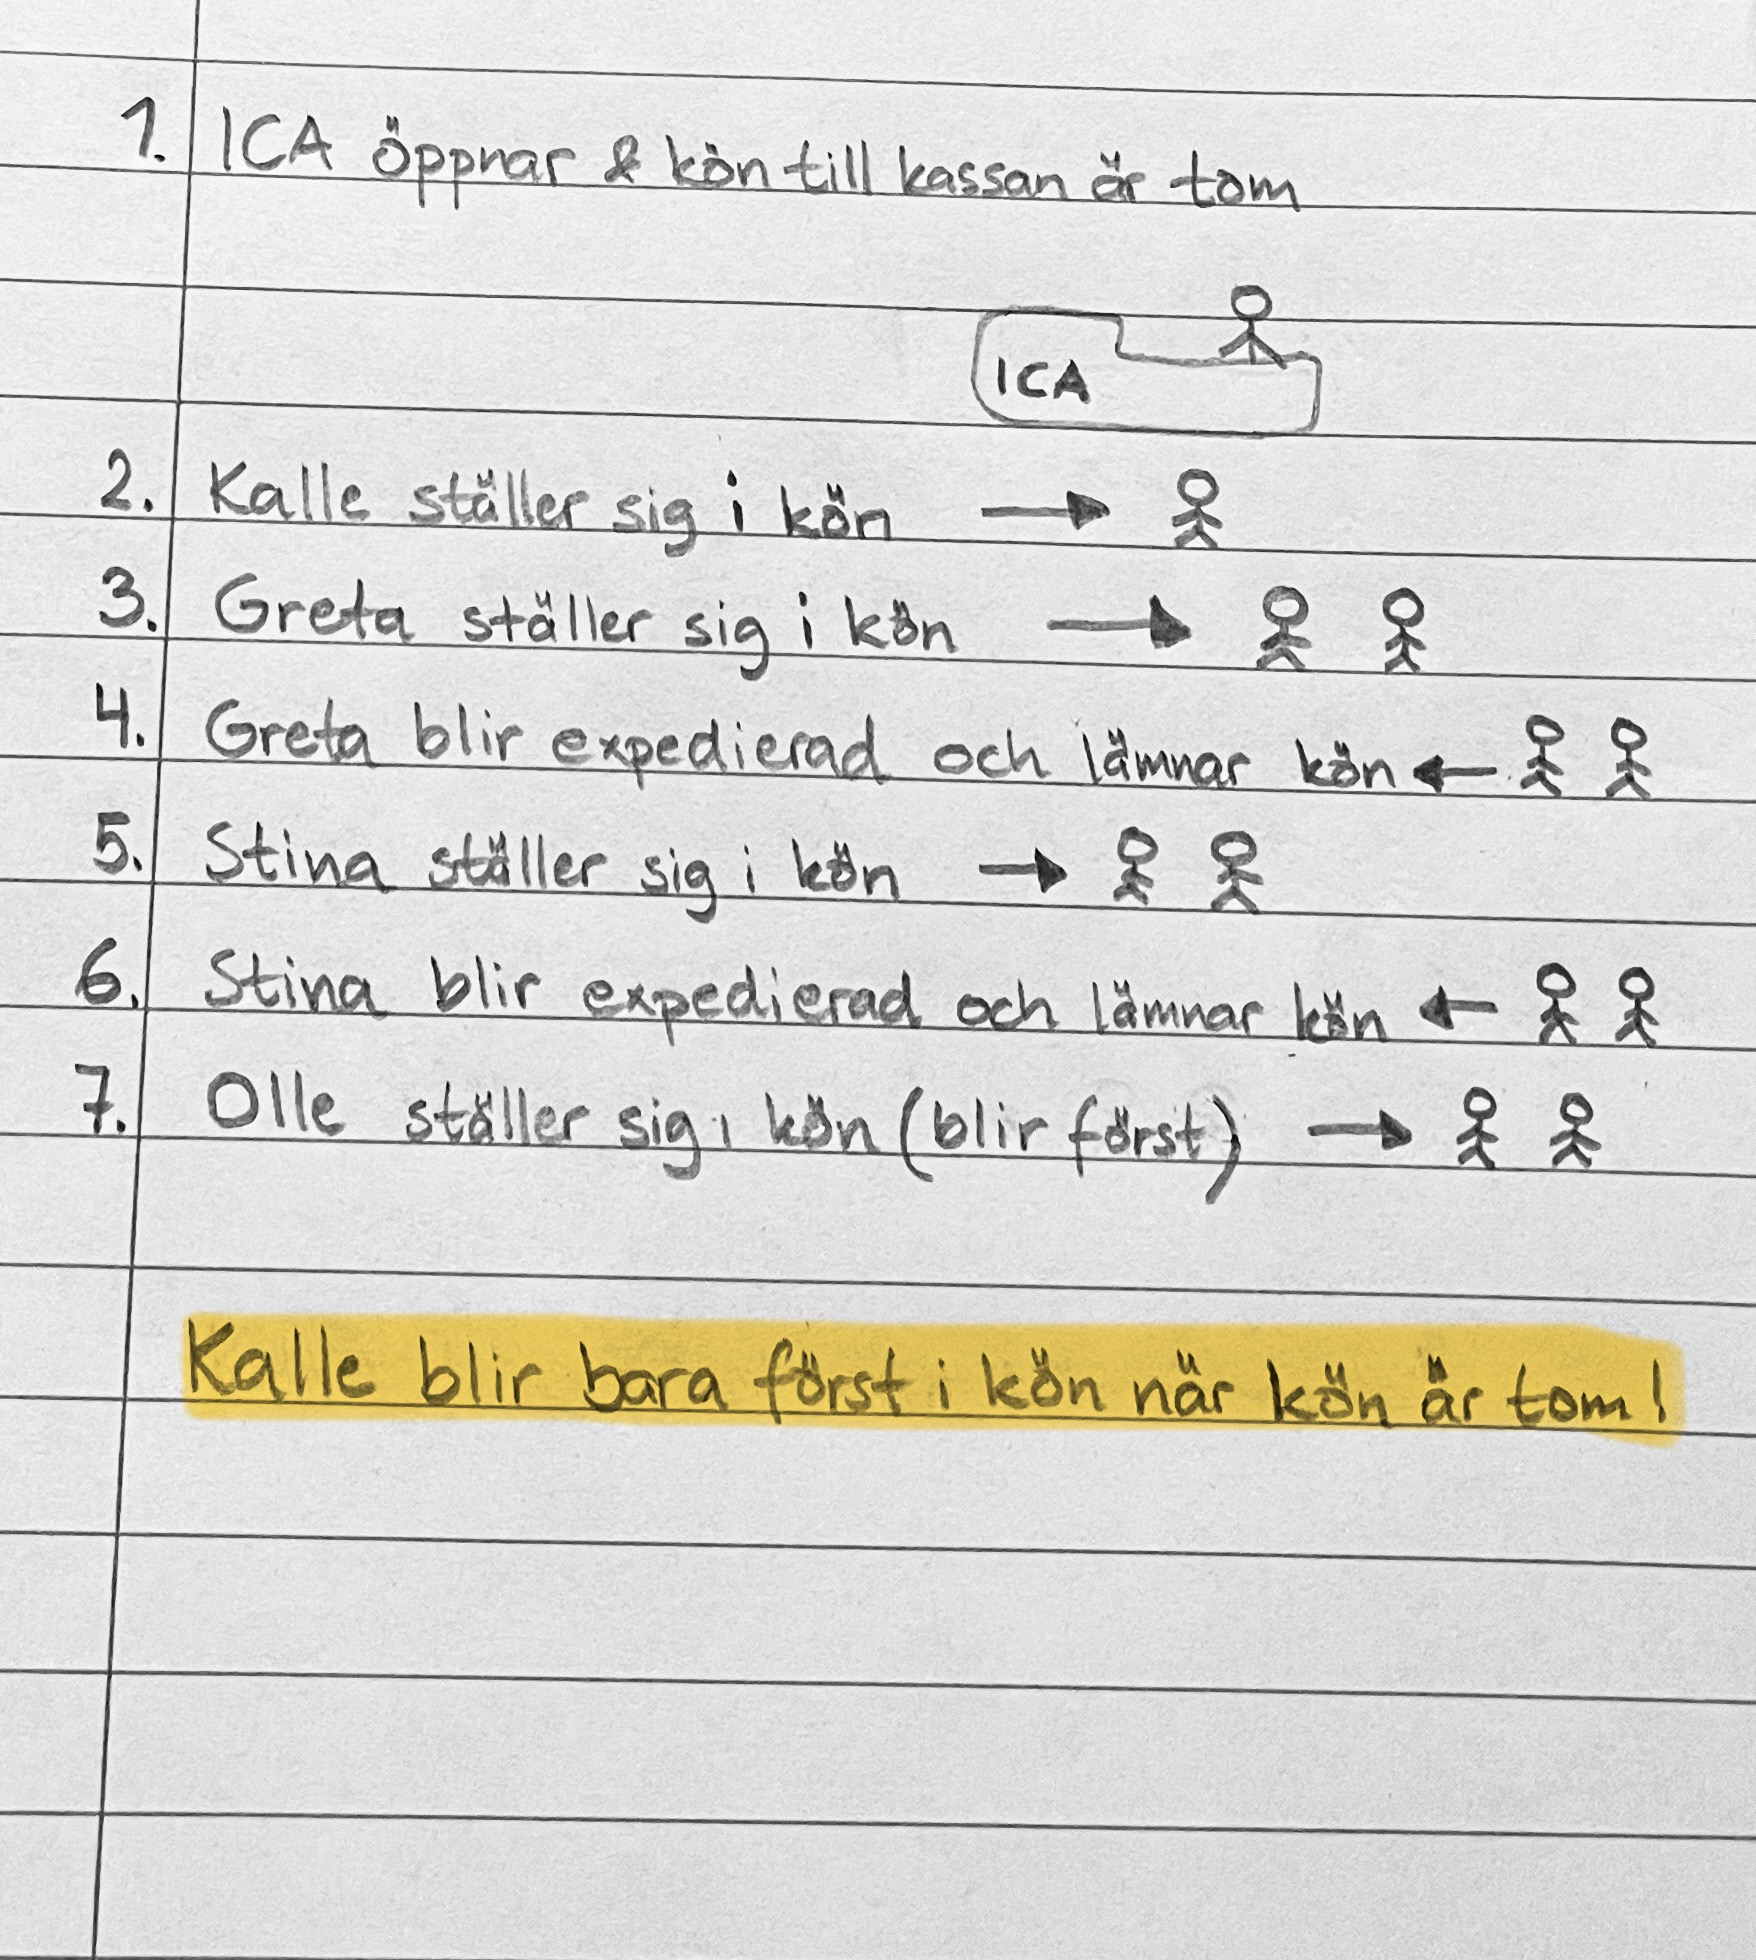 1. ICA öppnar & kön till kassan är tom
ICA
2. Kalle ställer sig i kön
3. Greta ställer sig i kön
4. Greta blir expedierad och lämnar kön
5. Stina ställer sig i kön
6. Stina blir expedierad och lämnar kön
7. Olle ställer sig i kön (blir först)
Kalle blir bara först i kön när kön är tom!